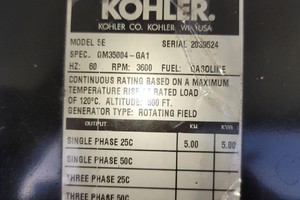 KOHLER.
KOHLER CO. KOHLER, WI USA
MODEL 5E SERIAL 2039524
SPEC. GM35004-GA1
HZ: 60 RPM: 3600 FUEL: GASOLINE
CONTINUOUS RATING BASED ON A MAXIMUM
TEMPERATURE RISE AT RATED LOAD
OF 120°C. ALTITUDE: 500 FT.
GENERATOR TYPE: ROTATING FIELD
OUTPUT KW KVA
SINGLE PHASE 25C 5.00 5.00
SINGLE PHASE 50C
THREE PHASE 25C
THREE PHASE 50C